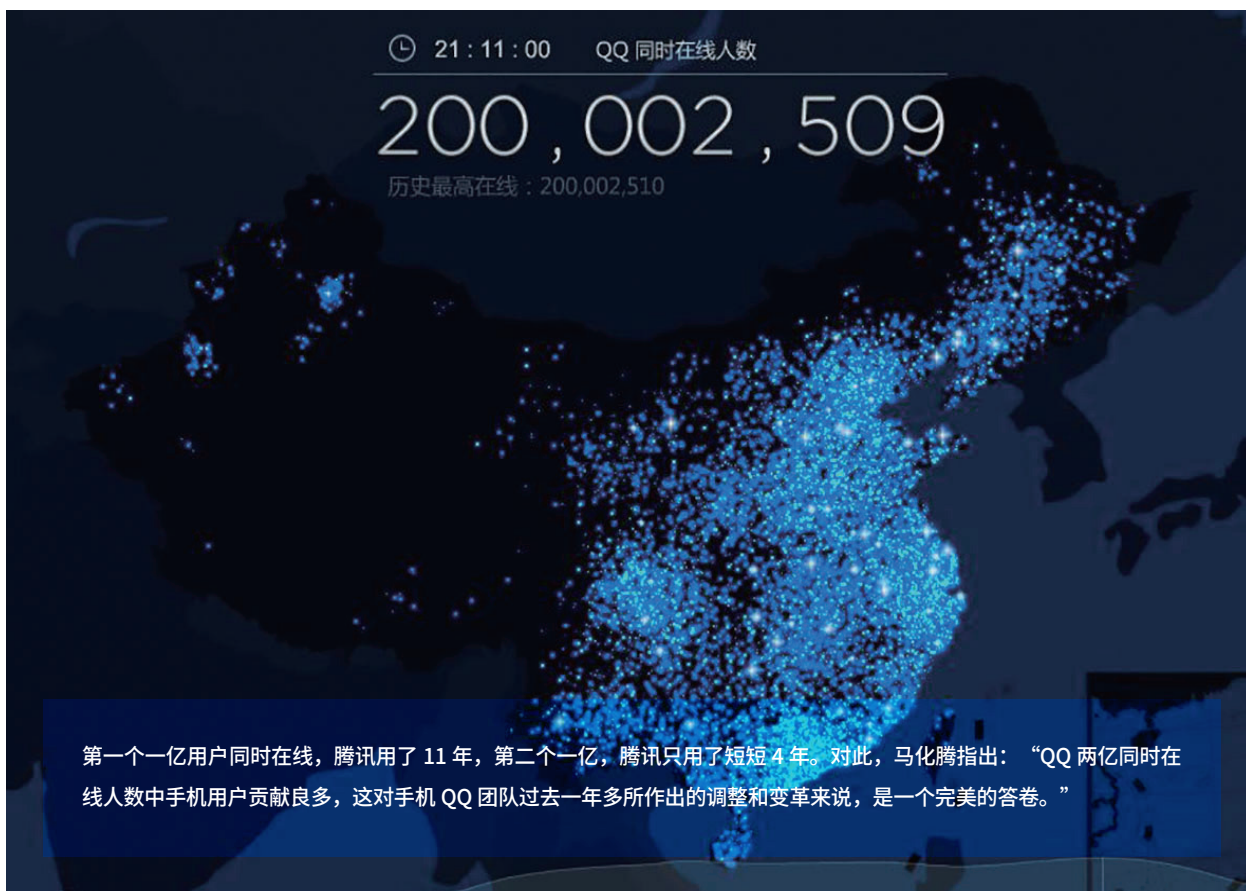 21 : 11 : 00 QQ 同时在线人数
200 , 002 , 509
历史最高在线：200,002,510
第一个一亿用户同时在线，腾讯用了 11 年，第二个一亿，腾讯只用了短短 4 年。对此，马化腾指出：“QQ 两亿同时在
线人数中手机用户贡献良多，这对手机 QQ 团队过去一年多所作出的调整和变革来说，是一个完美的答卷。”